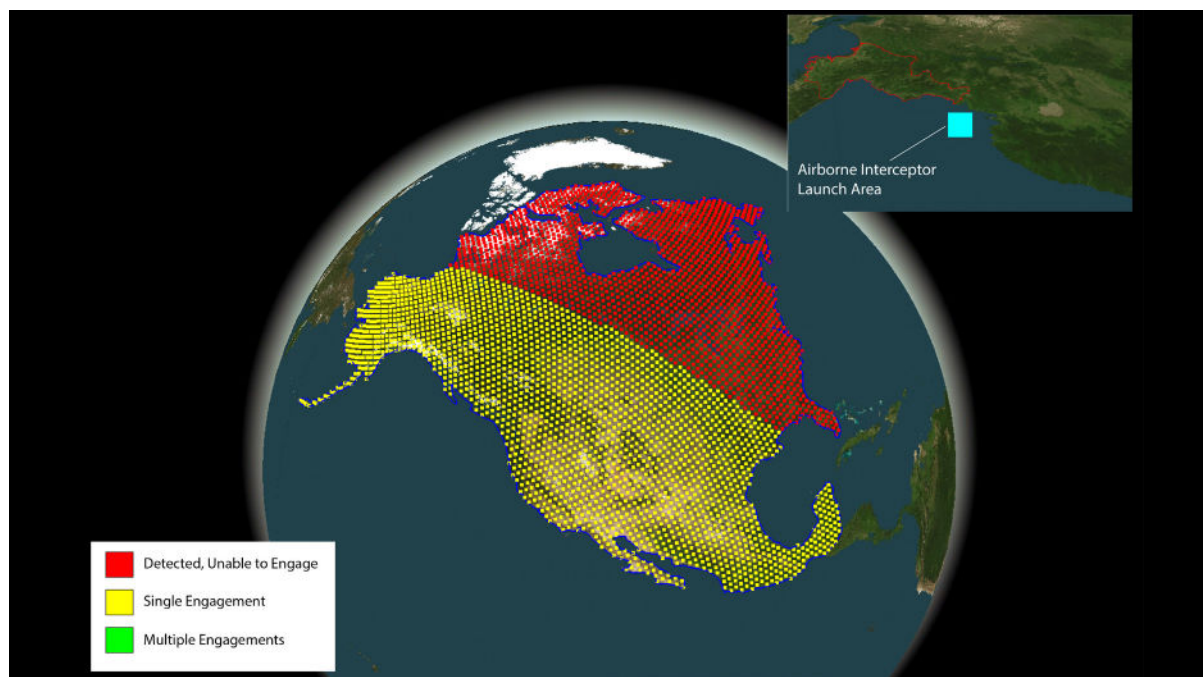 Airborne Interceptor
Launch Area
Detected, Unable to Engage
Single Engagement
Multiple Engagements